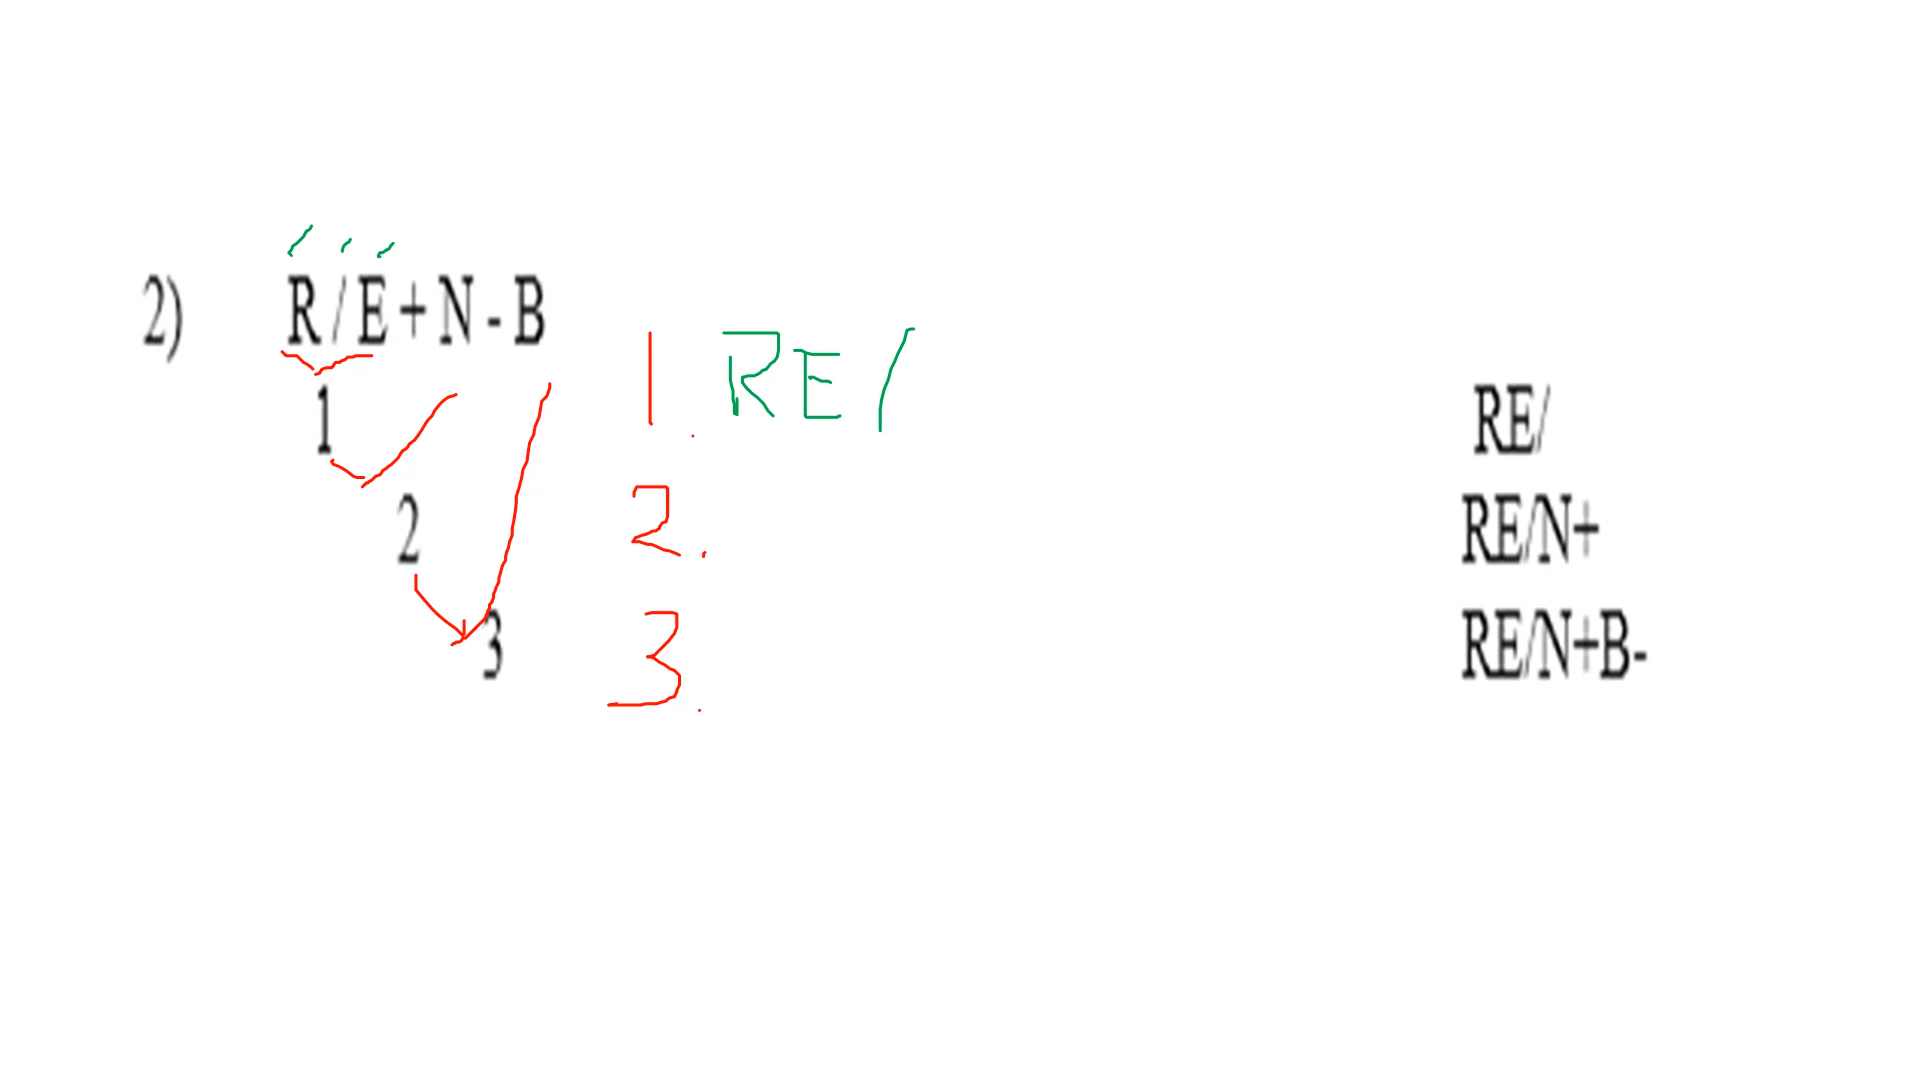 2) R / E + N - B
1
2
3
1. RE/
2.
3.
RE/
RE/N+
RE/N+B-